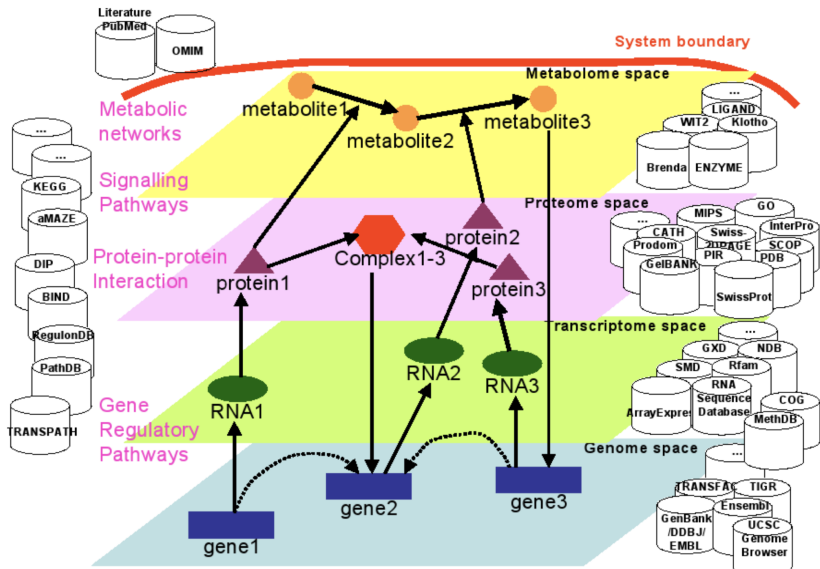 Literature
PubMed
OMIM
System boundary
Metabolome space
Metabolic
networks
metabolite1
metabolite2
metabolite3
...
LIGAND
WIT2
Klotho
Brenda
ENZYME
...
...
KEGG
aMAZE
DIP
BIND
RegulonDB
PathDB
TRANSPATH
Signalling
Pathways
Proteome space
Protein-protein
Interaction
protein1
Complex1-3
protein2
protein3
...
MIPS
GO
CATH
Swiss-
2DPAGE
InterPro
Prodom
PIR
SCOP
PDB
GelBANK
SwissProt
Transcriptome space
RNA1
RNA2
RNA3
...
GXD
NDB
SMD
Rfam
ArrayExpres
RNA
Sequence
Database
COG
MethDB
Gene
Regulatory
Pathways
Genome space
gene1
gene2
gene3
...
TRANSFAC
TIGR
Ensembl
GenBank
/DDBJ/
EMBL
UCSC
Genome
Browser